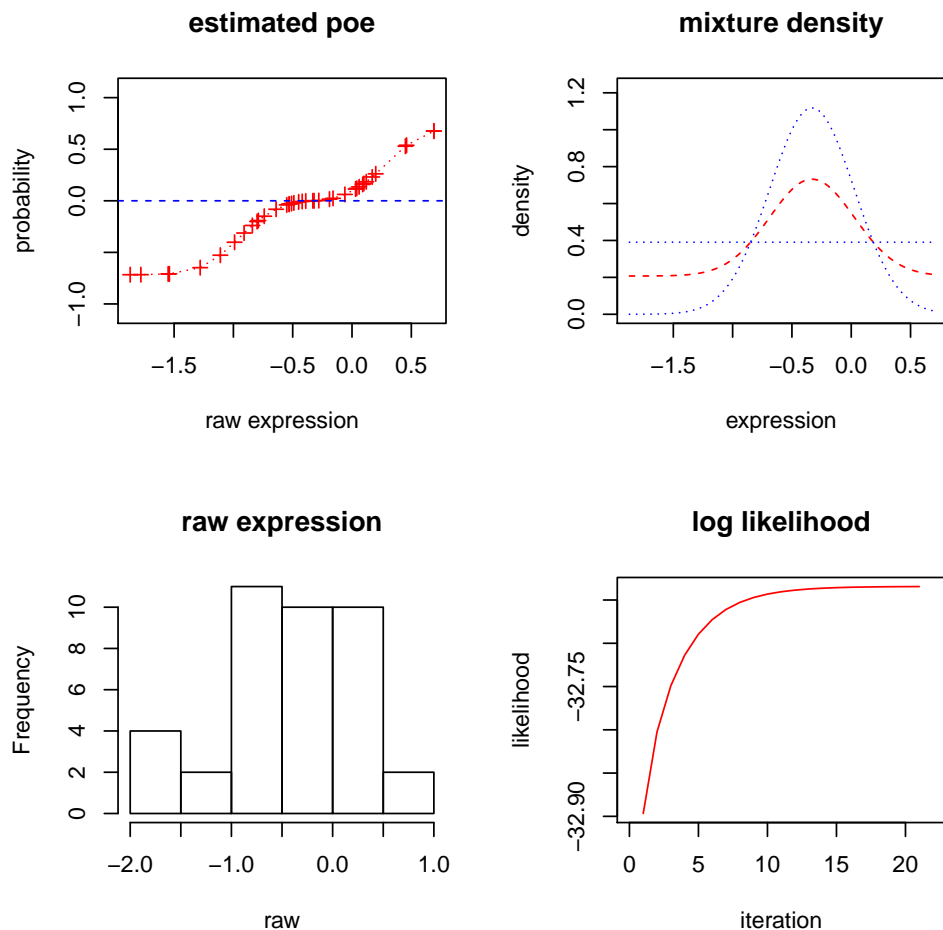 estimated poe
probability
1.0
0.5
0.0
−1.0
−1.5
−0.5
0.0
0.5
raw expression
mixture density
density
1.2
0.8
0.4
0.0
−1.5
−0.5
0.0
0.5
expression
raw expression
Frequency
10
8
6
4
2
0
−2.0
−1.0
0.0
1.0
raw
log likelihood
likelihood
−32.75
−32.90
0
5
10
15
20
iteration